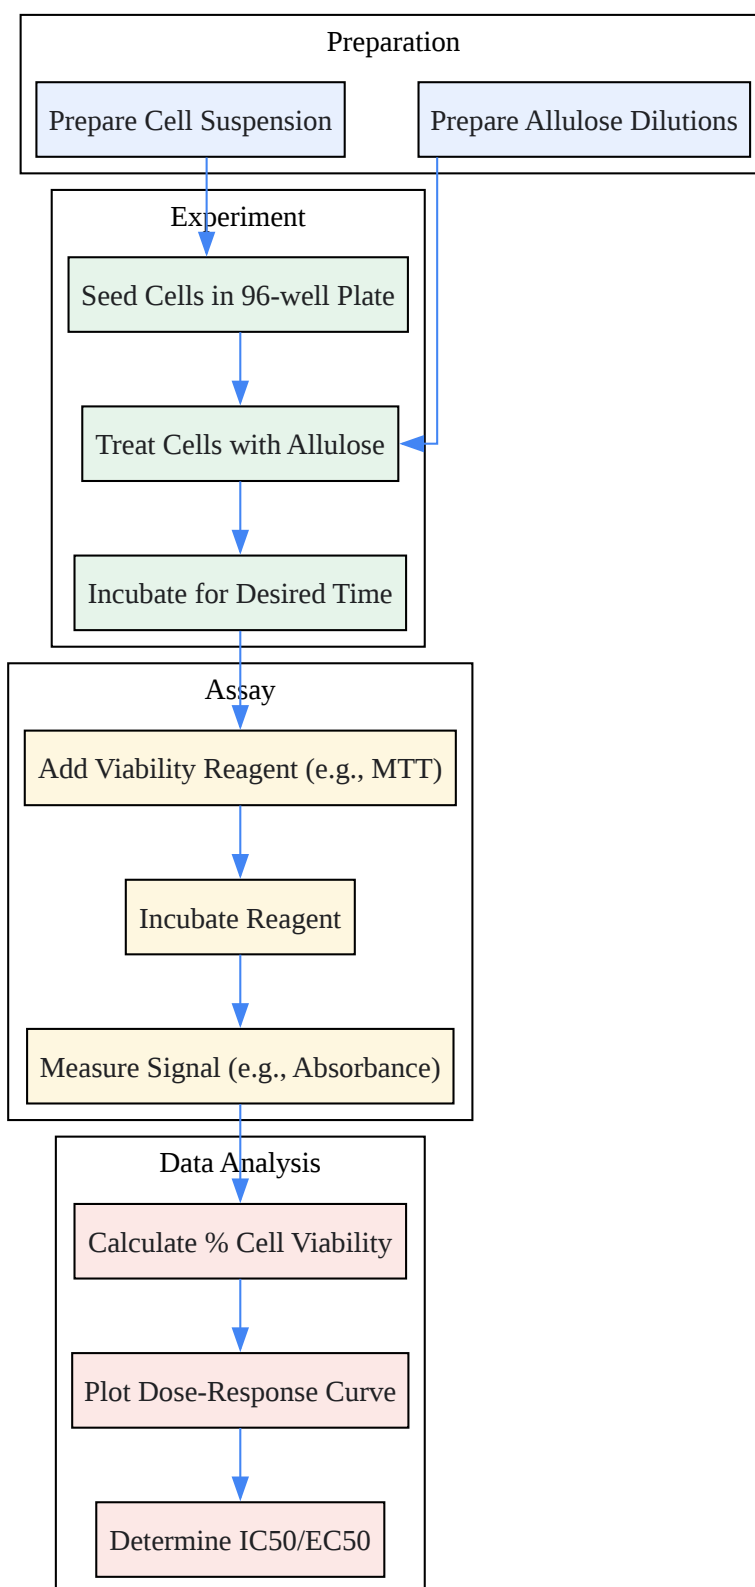 Preparation
Prepare Cell Suspension
Prepare Allulose Dilutions
Experiment
Seed Cells in 96-well Plate
Treat Cells with Allulose
Incubate for Desired Time
Assay
Add Viability Reagent (e.g., MTT)
Incubate Reagent
Measure Signal (e.g., Absorbance)
Data Analysis
Calculate % Cell Viability
Plot Dose-Response Curve
Determine IC50/EC50